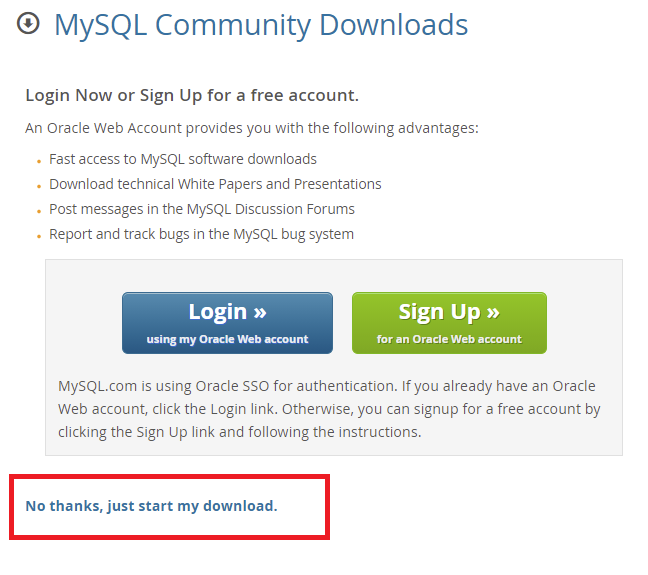 MySQL Community Downloads
Login Now or Sign Up for a free account.
An Oracle Web Account provides you with the following advantages:
Fast access to MySQL software downloads
Download technical White Papers and Presentations
Post messages in the MySQL Discussion Forums
Report and track bugs in the MySQL bug system
Login »
using my Oracle Web account
Sign Up »
for an Oracle Web account
MySQL.com is using Oracle SSO for authentication. If you already have an Oracle
Web account, click the Login link. Otherwise, you can signup for a free account by
clicking the Sign Up link and following the instructions.
No thanks, just start my download.